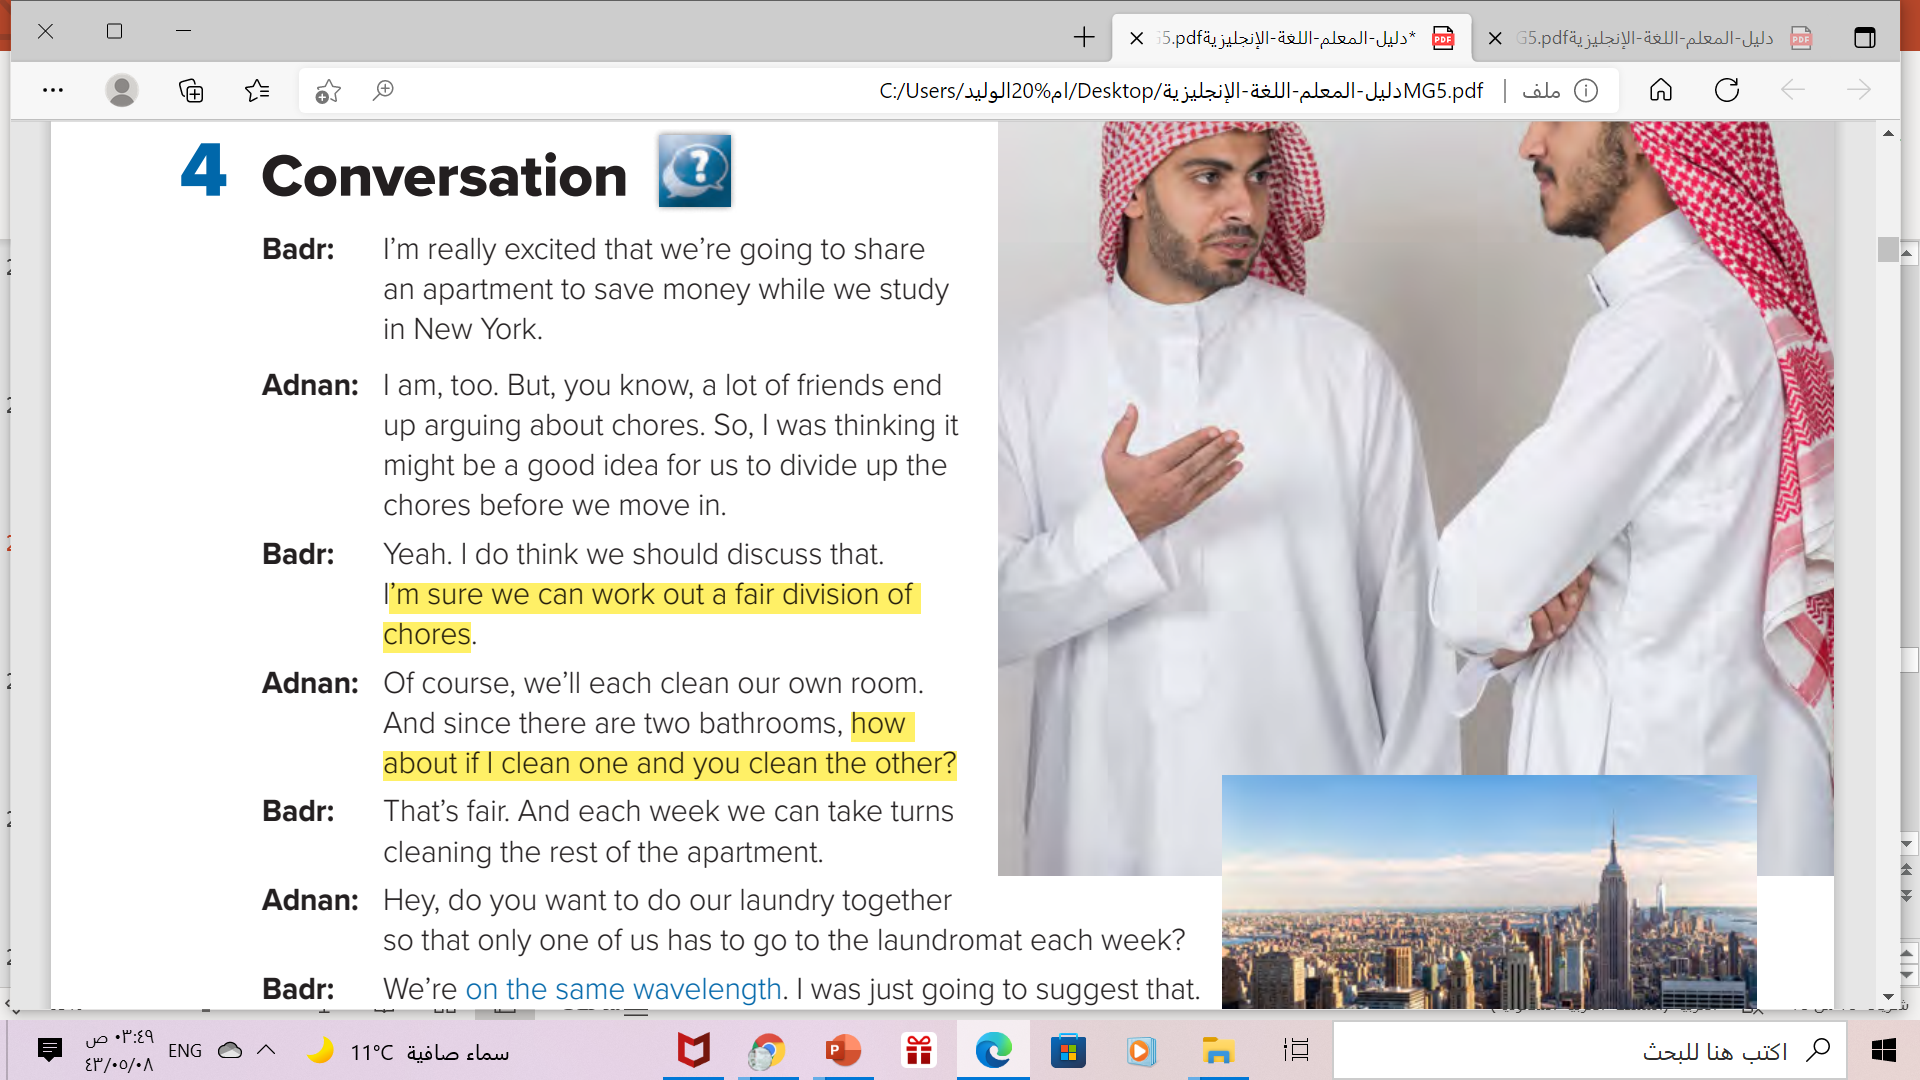 دليل-المعلم-اللغة-الإنجليزيةG5.pdf
*دليل-المعلم-اللغة-الإنجليزية5.pdf
ملف
C:/Users/ام%20الوليد/Desktop/دليل-المعلم-اللغة-الإنجليزيةMG5.pdf
4 Conversation
Badr: I'm really excited that we're going to share
an apartment to save money while we study
in New York.
Adnan: I am, too. But, you know, a lot of friends end
up arguing about chores. So, I was thinking it
might be a good idea for us to divide up the
chores before we move in.
Badr: Yeah. I do think we should discuss that.
I'm sure we can work out a fair division of
chores.
Adnan: Of course, we'll each clean our own room.
And since there are two bathrooms, how
about if I clean one and you clean the other?
Badr: That's fair. And each week we can take turns
cleaning the rest of the apartment.
Adnan: Hey, do you want to do our laundry together
so that only one of us has to go to the laundromat each week?
Badr: We're on the same wavelength. I was just going to suggest that.
٠٣:٤٩ ص
٤٣/٠٥/٠٨
ENG
11°C سماء صافية
اكتب هنا للبحث